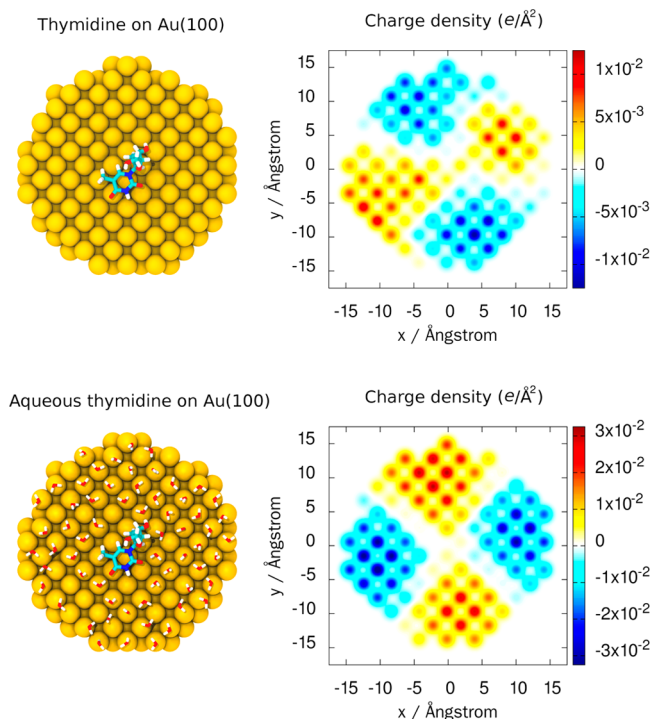 Thymidine on Au(100)
Charge density (e/Å²)
15
10
5
0
-5
-10
-15
y / Ångstrom
-15 -10 -5 0 5 10 15
x / Ångstrom
1x10⁻²
5x10⁻³
0
-5x10⁻³
-1x10⁻²
Aqueous thymidine on Au(100)
Charge density (e/Å²)
15
10
5
0
-5
-10
-15
y / Ångstrom
-15 -10 -5 0 5 10 15
x / Ångstrom
3x10⁻²
2x10⁻²
1x10⁻²
0
-1x10⁻²
-2x10⁻²
-3x10⁻²